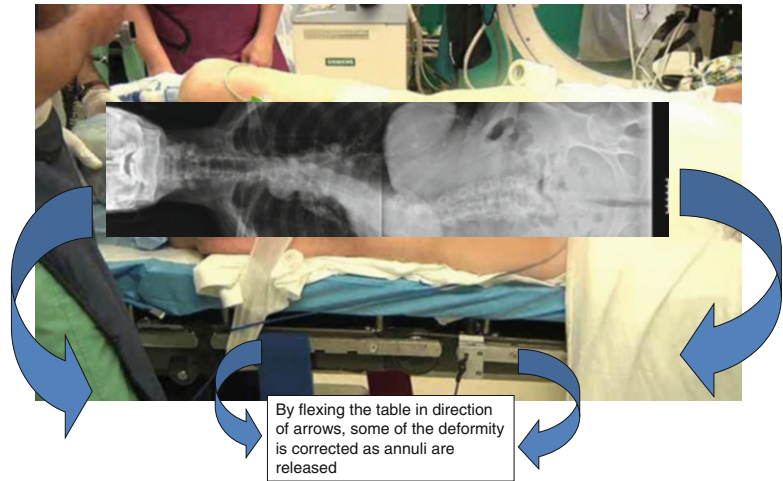 SIEMENS
By flexing the table in direction
of arrows, some of the deformity
is corrected as annuli are
released